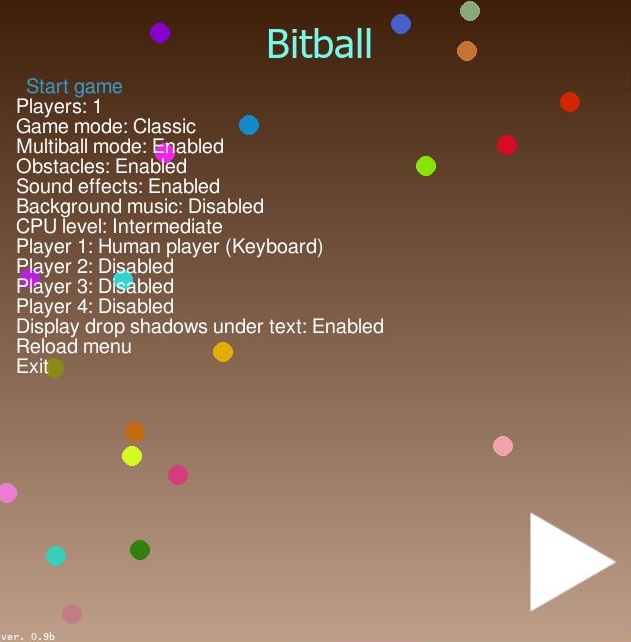 Bitball
Start game
Players: 1
Game mode: Classic
Multiball mode: Enabled
Obstacles: Enabled
Sound effects: Enabled
Background music: Disabled
CPU level: Intermediate
Player 1: Human player (Keyboard)
Player 2: Disabled
Player 3: Disabled
Player 4: Disabled
Display drop shadows under text: Enabled
Reload menu
Exit
ver. 0.9b